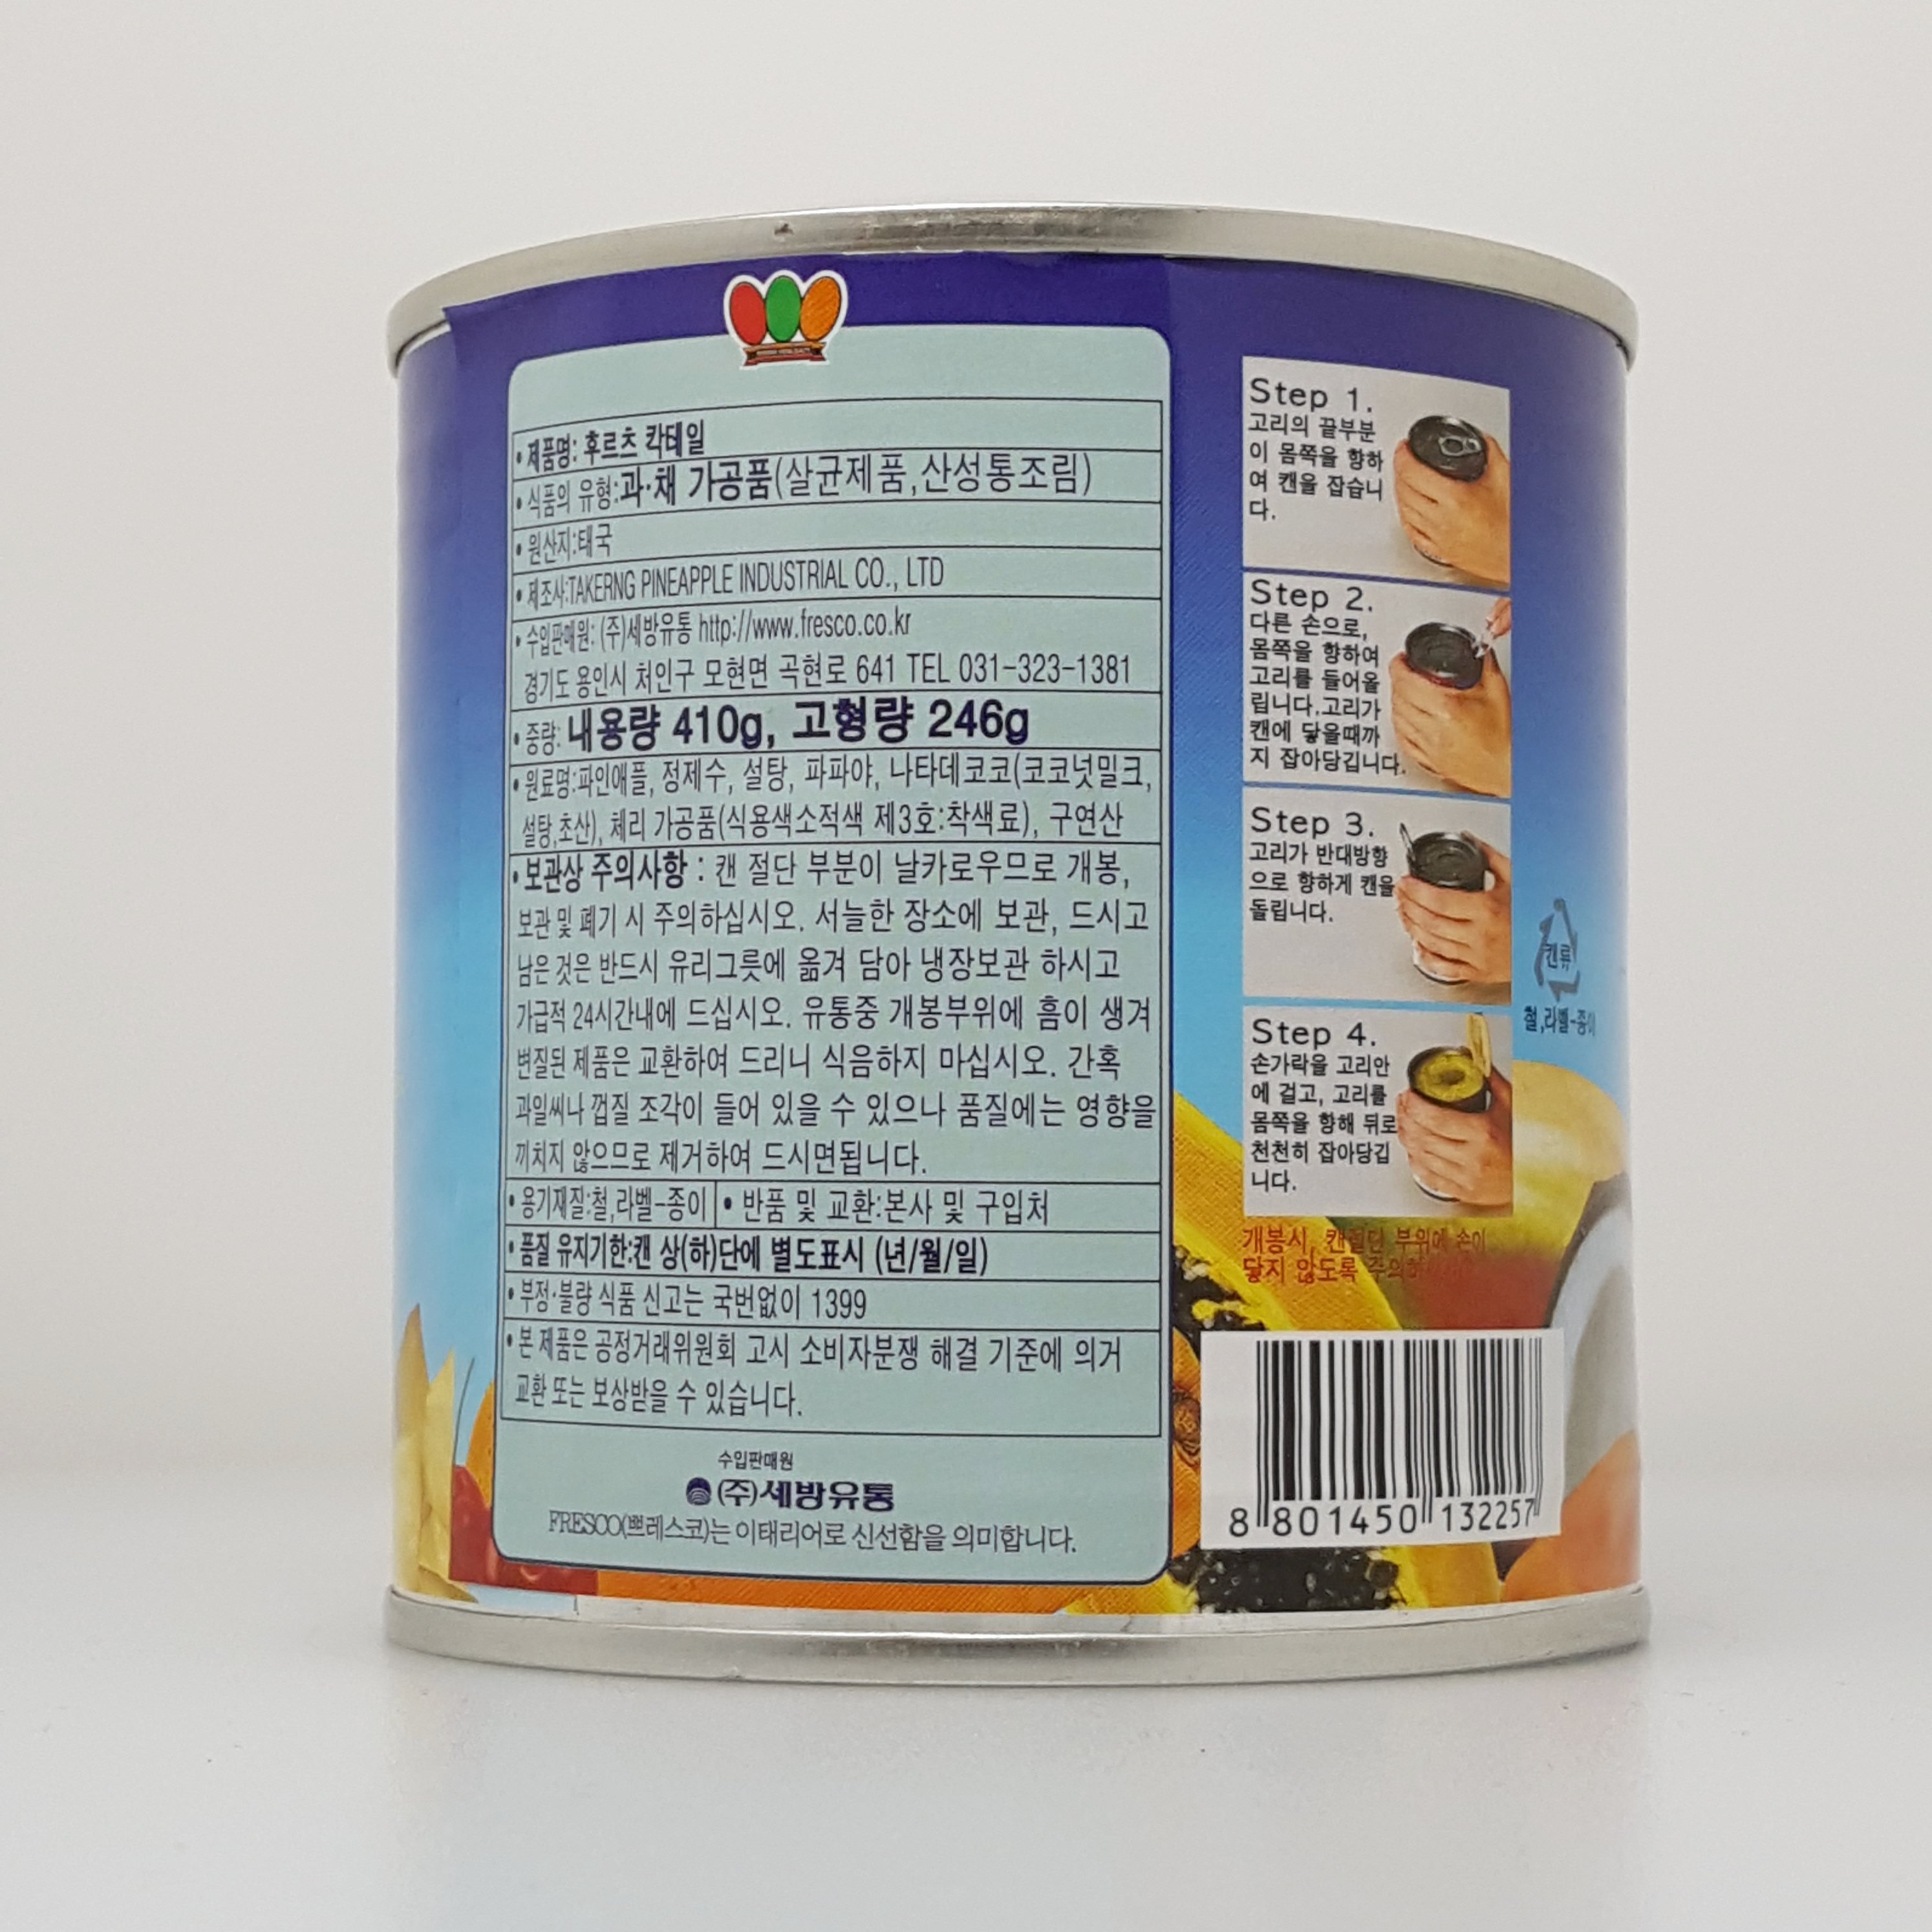 • 제품명: 후르츠 칵테일
• 식품의 유형:과·채 가공품(살균제품,산성통조림)
• 원산지:태국
• 제조사:TAKERNG PINEAPPLE INDUSTRIAL CO., LTD
• 수입판매원: (주)세방유통 http://www.fresco.co.kr
경기도 용인시 처인구 모현면 곡현로 641 TEL 031-323-1381
• 중량: 내용량 410g, 고형량 246g
• 원료명:파인애플, 정제수, 설탕, 파파야, 나타데코코(코코넛밀크,
설탕,초산), 체리 가공품(식용색소적색 제3호:착색료), 구연산
• 보관상 주의사항 : 캔 절단 부분이 날카로우므로 개봉,
보관 및 폐기 시 주의하십시오. 서늘한 장소에 보관, 드시고
남은 것은 반드시 유리그릇에 옮겨 담아 냉장보관 하시고
가급적 24시간내에 드십시오. 유통중 개봉부위에 흠이 생겨
변질된 제품은 교환하여 드리니 식음하지 마십시오. 간혹
과일씨나 껍질 조각이 들어 있을 수 있으나 품질에는 영향을
끼치지 않으므로 제거하여 드시면됩니다.
• 용기재질:철,라벨-종이 • 반품 및 교환:본사 및 구입처
• 품질 유지기한:캔 상(하)단에 별도표시 (년/월/일)
• 부정·불량 식품 신고는 국번없이 1399
• 본 제품은 공정거래위원회 고시 소비자분쟁 해결 기준에 의거
교환 또는 보상받을 수 있습니다.
수입판매원
(주)세방유통
FRESCO(쁘레스코)는 이태리어로 신선함을 의미합니다.
Step 1.
고리의 끝부분
이 몸쪽을 향하
여 캔을 잡습니
다.
Step 2.
다른 손으로,
몸쪽을 향하여
고리를 들어올
립니다.고리가
캔에 닿을때까
지 잡아당깁니다.
Step 3.
고리가 반대방향
으로 향하게 캔을
돌립니다.
Step 4.
손가락을 고리안
에 걸고, 고리를
몸쪽을 향해 뒤로
천천히 잡아당깁
니다.
개봉시, 캔절단 부위에 손이
닿지 않도록
캔류
철,라벨-종이
8 801450 132257